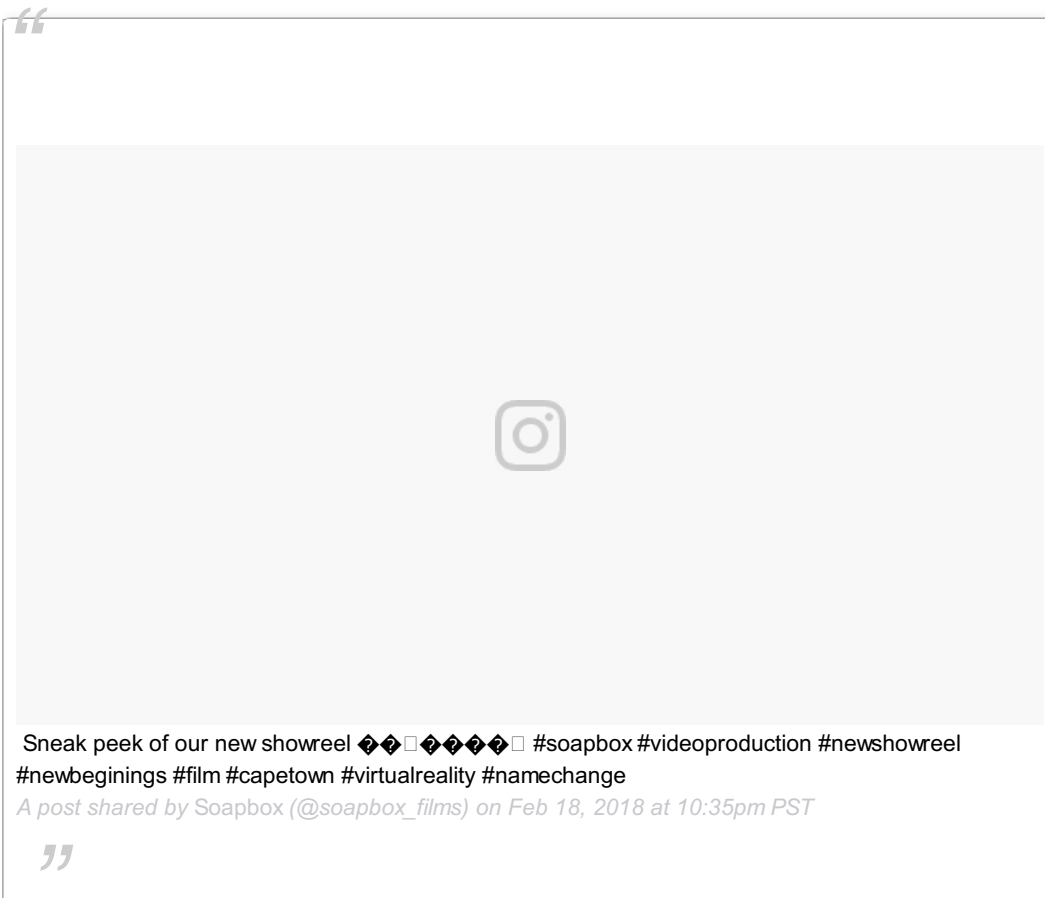 “
Sneak peek of our new showreel ��□����□ #soapbox #videoproduction #newshowreel
#newbeginings #film #capetown #virtualreality #namechange
A post shared by Soapbox (@soapbox_films) on Feb 18, 2018 at 10:35pm PST
”